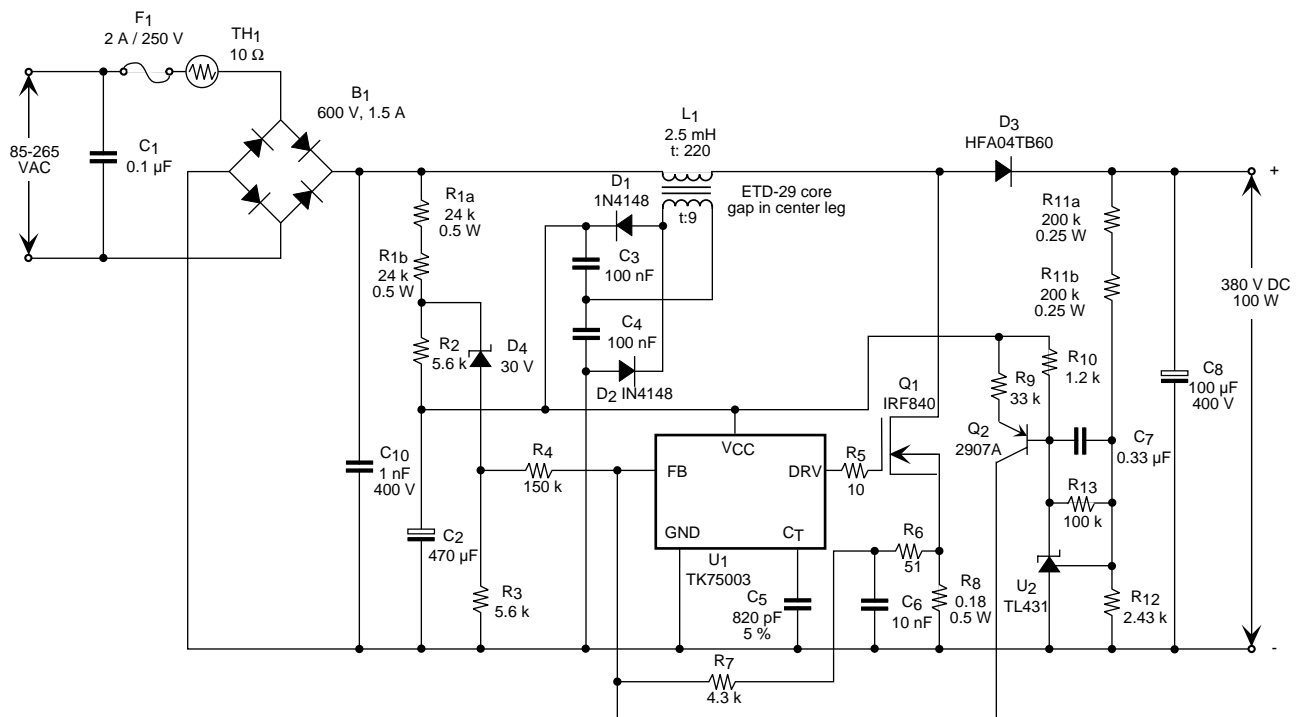 F1
2 A / 250 V
TH1
10 Ω
B1
600 V, 1.5 A
85-265
VAC
C1
0.1 µF
L1
2.5 mH
t: 220
D3
HFA04TB60
+
R1a
24 k
0.5 W
D1
1N4148
ETD-29 core
gap in center leg
t:9
R11a
200 k
0.25 W
R1b
24 k
0.5 W
C3
100 nF
R11b
200 k
0.25 W
380 V DC
100 W
R2
5.6 k
D4
30 V
C4
100 nF
D2 IN4148
Q1
IRF840
R9
33 k
R10
1.2 k
C8
100 µF
400 V
C10
1 nF
400 V
R4
150 k
VCC
FB
DRV
GND
CT
U1
TK75003
R5
10
Q2
2907A
C7
0.33 µF
R13
100 k
C2
470 µF
R6
51
R3
5.6 k
C5
820 pF
5 %
C6
10 nF
R8
0.18
0.5 W
U2
TL431
R12
2.43 k
-
R7
4.3 k